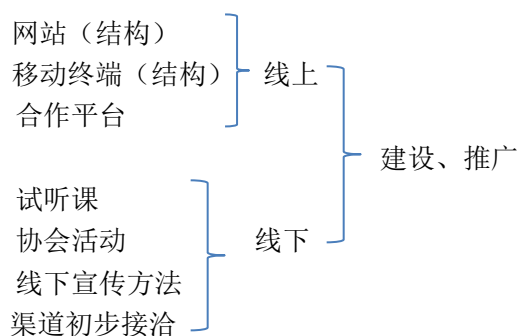 网站（结构）
移动终端（结构）
合作平台
线上
建设、推广
试听课
协会活动
线下宣传方法
渠道初步接洽
线下